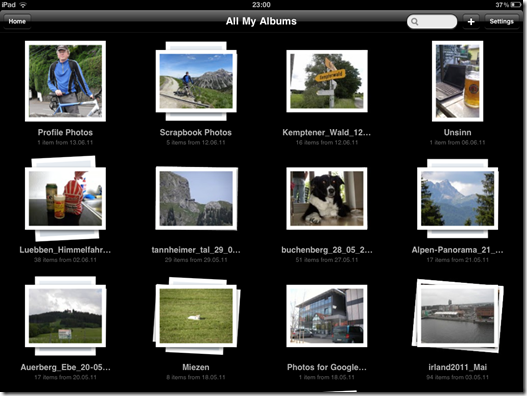 iPad 23:00 37 %
Home All My Albums + Settings
Profile Photos Scrapbook Photos Kemptener_Wald_12... Unsinn
1 item from 13.06.11 5 items from 12.06.11 16 items from 12.06.11 1 item from 06.06.11
Luebben_Himmelfahr... tannheimer_tal_29_0... buchenberg_28_05_2... Alpen-Panorama_21_...
38 items from 02.06.11 29 items from 29.05.11 51 items from 27.05.11 17 items from 21.05.11
Auerberg_Ebe_20-05... Miezen Photos for Google... irland2011_Mai
17 items from 20.05.11 8 items from 18.05.11 1 item from 18.05.11 94 items from 03.05.11